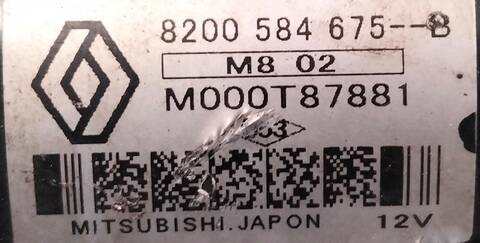 8200 584 675--B
M8 02
M000T87881
MITSUBISHI.JAPON 12V